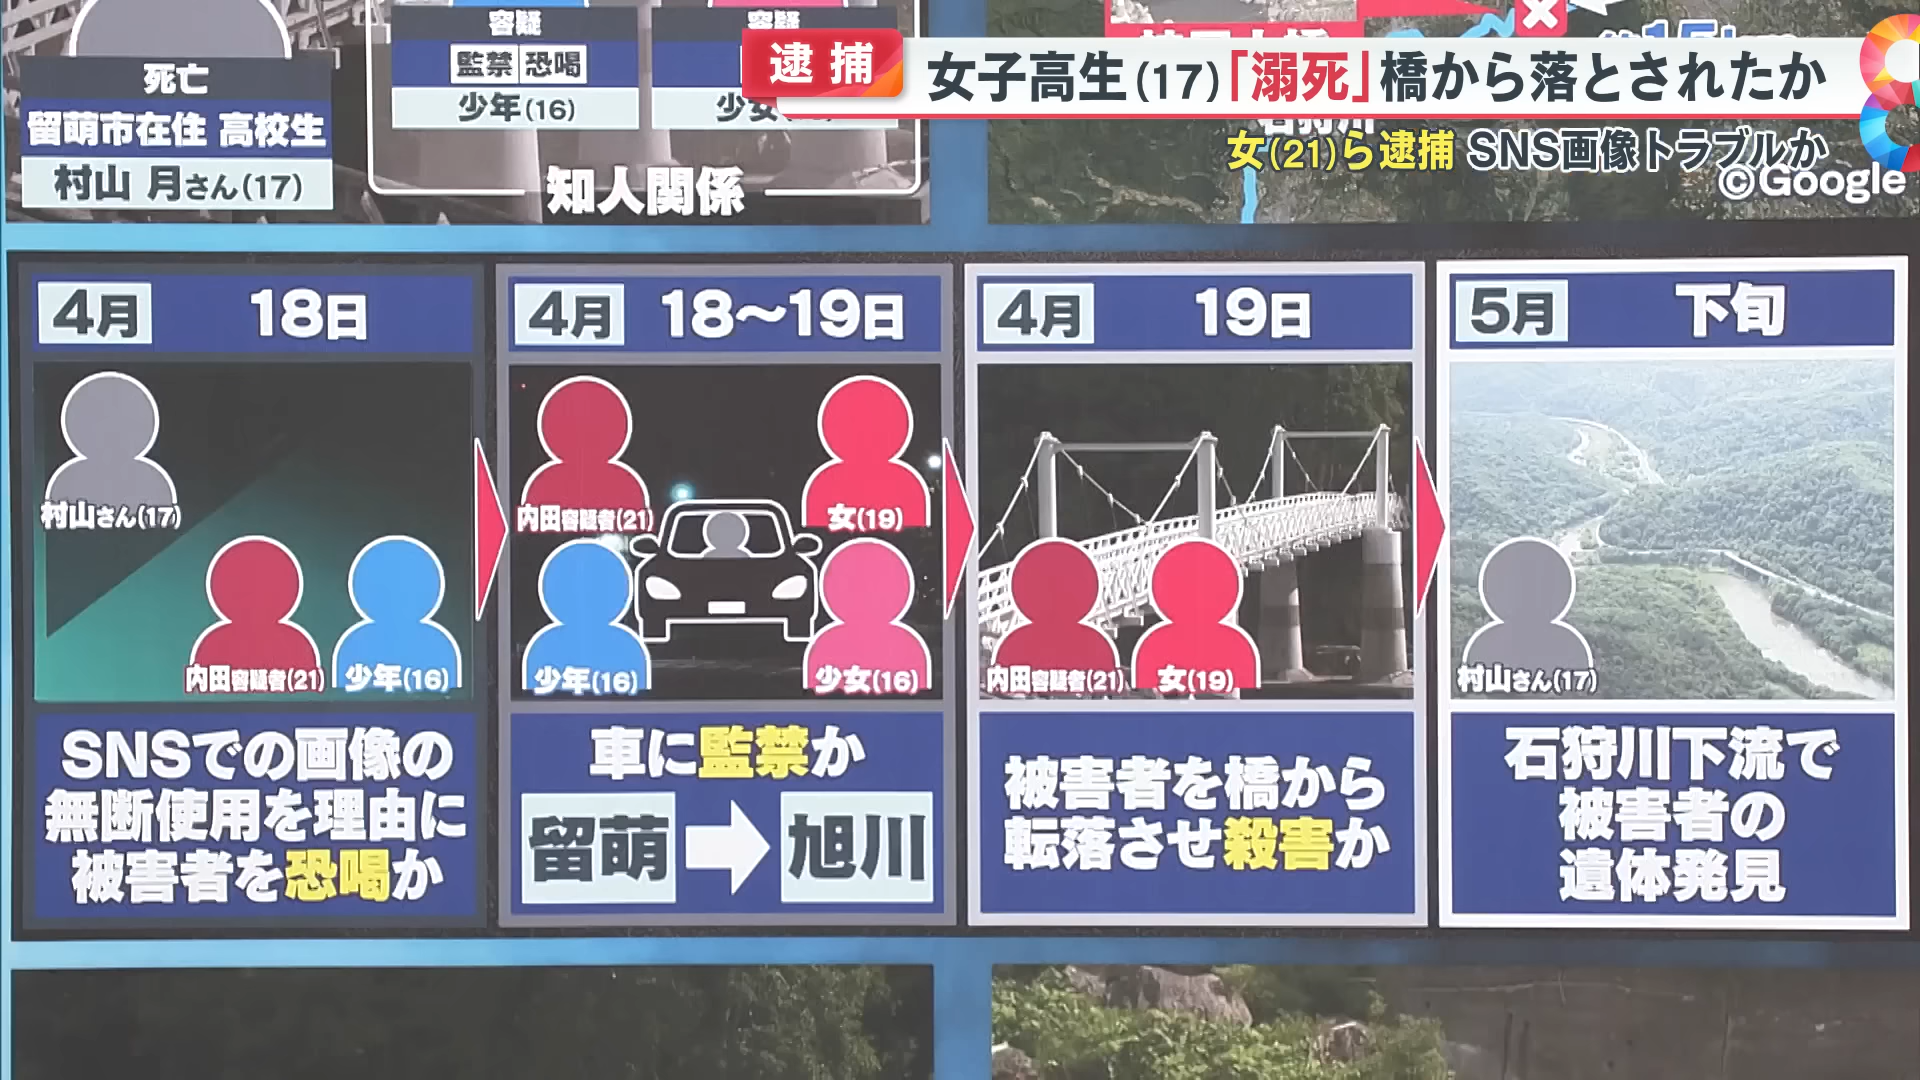 逮捕
女子高生(17)「溺死」橋から落とされたか
女(21)ら逮捕 SNS画像トラブルか
©Google
死亡
留萌市在住 高校生
村山 月さん(17)
容疑
監禁 恐喝
少年(16)
容疑
少女
知人関係
石狩川
4月 18日
村山さん(17)
内田容疑者(21)
少年(16)
SNSでの画像の
無断使用を理由に
被害者を恐喝か
4月 18〜19日
内田容疑者(21)
女(19)
少年(16)
少女(16)
車に監禁か
留萌
旭川
4月 19日
内田容疑者(21)
女(19)
被害者を橋から
転落させ殺害か
5月 下旬
村山さん(17)
石狩川下流で
被害者の
遺体発見